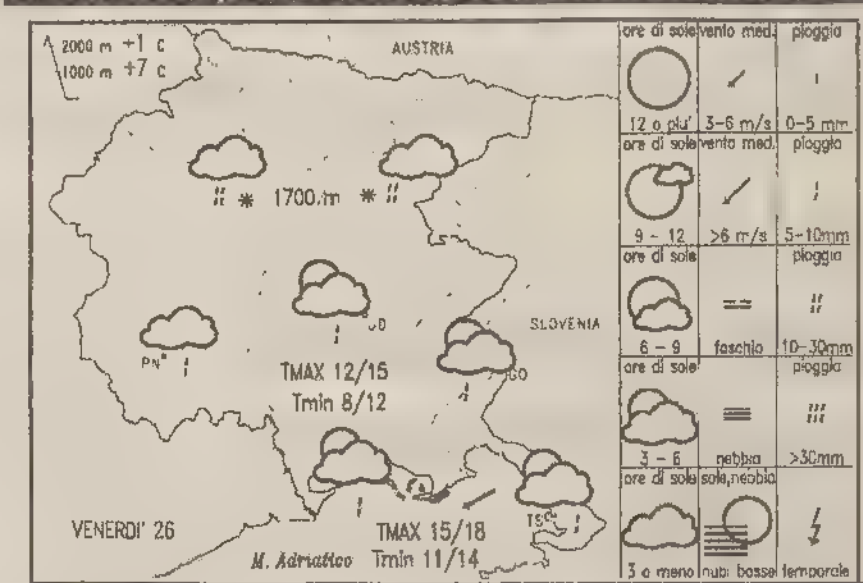 2000 m +1 c
1000 m +7 c
AUSTRIA
1700 m
SLOVENIA
PN
UD
GO
TMAX 12/15
Tmin 8/12
TS
VENERDI' 26
TMAX 15/18
M. Adriatico Tmin 11/14
ore di sole vento med. pioggia
12 o piu' 3-6 m/s 0-5 mm
ore di sole vento med. pioggia
9 - 12 >6 m/s 5-10mm
ore di sole pioggia
6 - 9 foschia 10-30mm
ore di sole pioggia
3 - 6 nebbia >30mm
ore di sole sole,nebbia
3 o meno nubi basse temporale